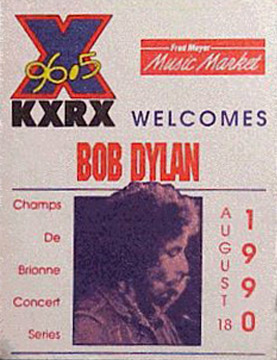 X
96.5
KXRX
Fred Meyer
Music Market
WELCOMES
BOB DYLAN
Champs
De
Brionne
Concert
Series
AUGUST 18
1990